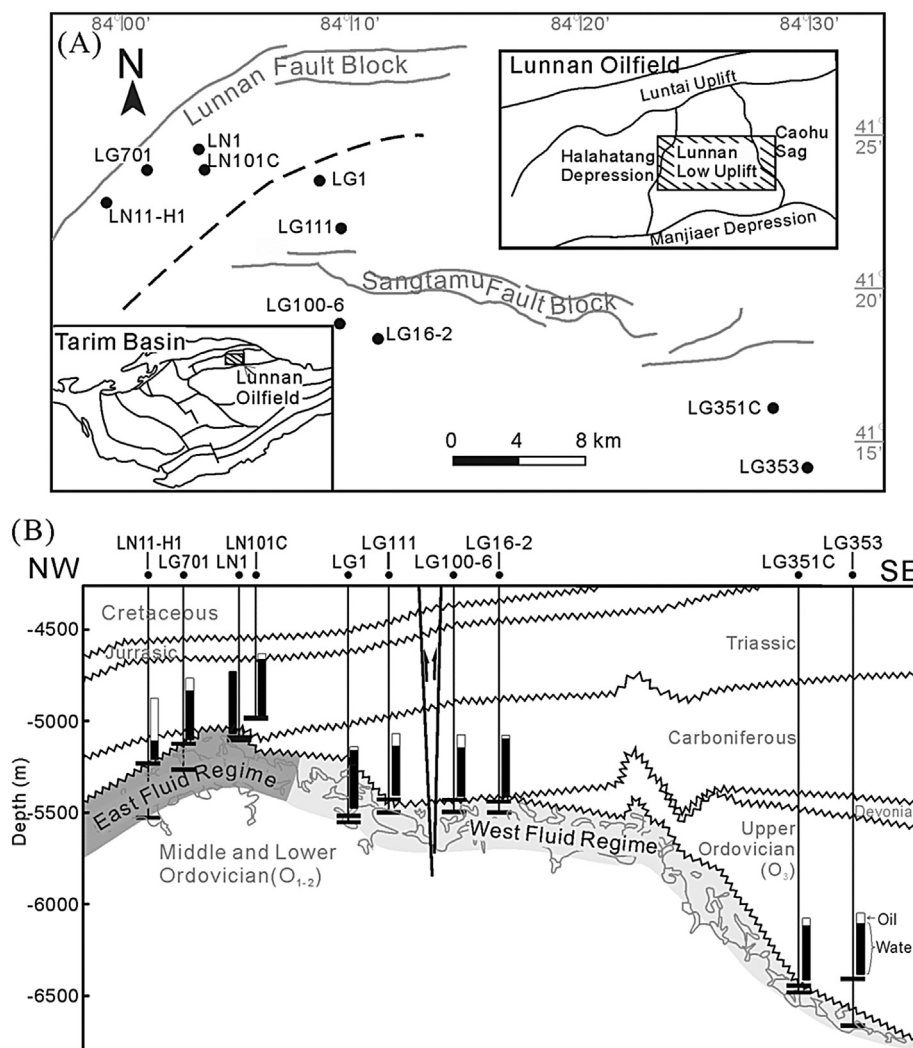 (A)
84°00'
84°10'
84°20'
84°30'
N
Lunnan Fault Block
LN1
LG701
LN101C
LG1
LN11-H1
LG111
Lunnan Oilfield
Luntai Uplift
Caohu
Sag
Halahatang
Depression
Lunnan
Low Uplift
Manjiaer Depression
41°
25'
Sangtamu Fault Block
41°
20'
LG100-6
LG16-2
Tarim Basin
Lunnan
Oilfield
LG351C
0 4 8 km
41°
15'
LG353
(B)
LN11-H1
LN101C
LG111
LG16-2
LG353
LG701
LN1
LG1
LG100-6
LG351C
NW
SE
Cretaceous
-4500
Jurrasic
Triassic
-5000
Carboniferous
East Fluid Regime
Depth (m)
-5500
West Fluid Regime
Devonia
Upper
Ordovician
(O3)
Middle and Lower
Ordovician(O1-2)
-6000
Oil
Water
-6500